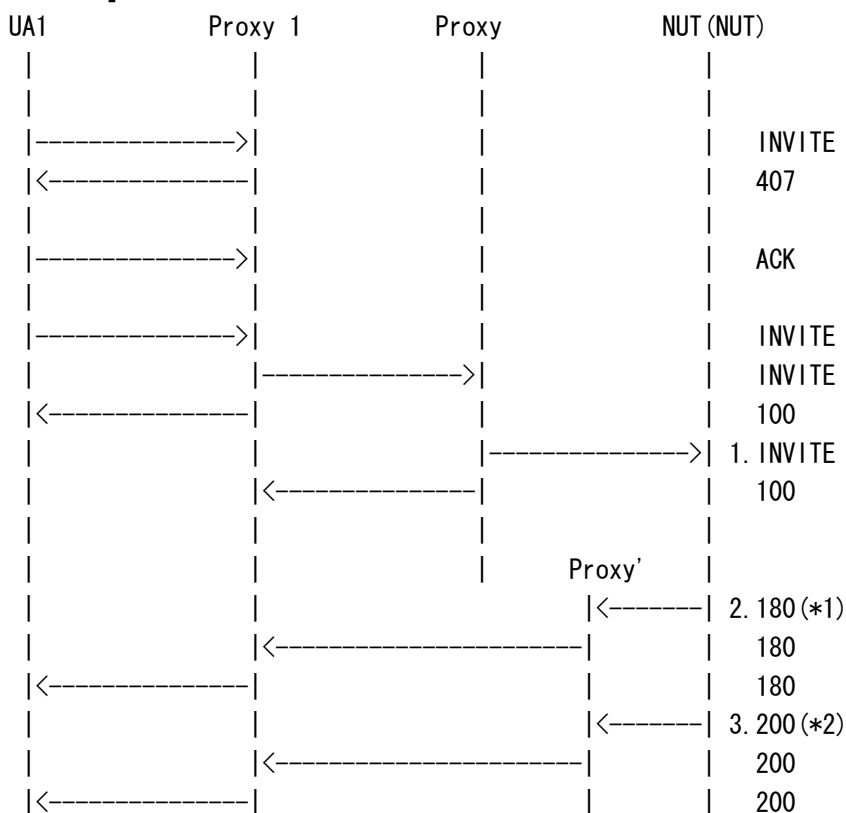 UA1 Proxy 1 Proxy NUT(NUT)
| | | |
| | | |
|--------------->| | | INVITE
|<---------------| | | 407
| | | |
|--------------->| | | ACK
| | | |
|--------------->| | | INVITE
| |--------------->| | INVITE
|<---------------| | | 100
| | |--------------->| 1.INVITE
| |<---------------| | 100
| | | |
| | | Proxy' |
| | |<-------| 2.180(*1)
| |<-----------------------| | 180
|<---------------| | | 180
| | |<-------| 3.200(*2)
| |<-----------------------| | 200
|<---------------| | | 200